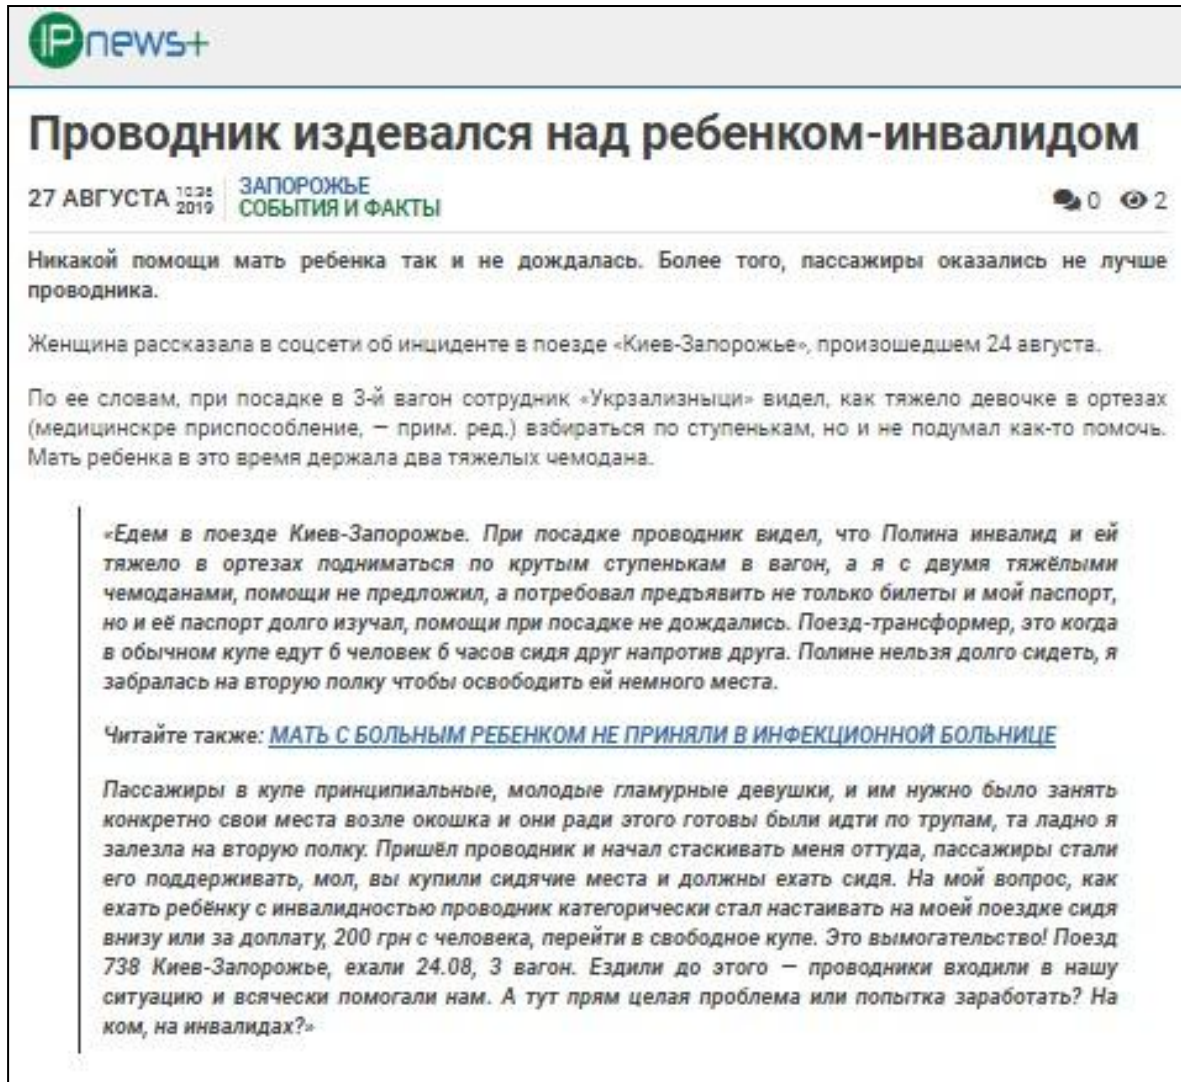 IPnews+
Проводник издевался над ребенком-инвалидом
27 АВГУСТА 10:36 2019 ЗАПОРОЖЬЕ СОБЫТИЯ И ФАКТЫ 0 2
Никакой помощи мать ребенка так и не дождалась. Более того, пассажиры оказались не лучше
проводника.
Женщина рассказала в соцсети об инциденте в поезде «Киев-Запорожье», произошедшем 24 августа.
По ее словам, при посадке в 3-й вагон сотрудник «Укрзализныци» видел, как тяжело девочке в ортезах
(медицинскре приспособление, — прим. ред.) взбираться по ступенькам, но и не подумал как-то помочь.
Мать ребенка в это время держала два тяжелых чемодана.
«Едем в поезде Киев-Запорожье. При посадке проводник видел, что Полина инвалид и ей
тяжело в ортезах подниматься по крутым ступенькам в вагон, а я с двумя тяжёлыми
чемоданами, помощи не предложил, а потребовал предъявить не только билеты и мой паспорт,
но и её паспорт долго изучал, помощи при посадке не дождались. Поезд-трансформер, это когда
в обычном купе едут 6 человек 6 часов сидя друг напротив друга. Полине нельзя долго сидеть, я
забралась на вторую полку чтобы освободить ей немного места.
Читайте также: МАТЬ С БОЛЬНЫМ РЕБЕНКОМ НЕ ПРИНЯЛИ В ИНФЕКЦИОННОЙ БОЛЬНИЦЕ
Пассажиры в купе принципиальные, молодые гламурные девушки, и им нужно было занять
конкретно свои места возле окошка и они ради этого готовы были идти по трупам, та ладно я
залезла на вторую полку. Пришёл проводник и начал стаскивать меня оттуда, пассажиры стали
его поддерживать, мол, вы купили сидячие места и должны ехать сидя. На мой вопрос, как
ехать ребёнку с инвалидностью проводник категорически стал настаивать на моей поездке сидя
внизу или за доплату, 200 грн с человека, перейти в свободное купе. Это вымогательство! Поезд
738 Киев-Запорожье, ехали 24.08, 3 вагон. Ездили до этого — проводники входили в нашу
ситуацию и всячески помогали нам. А тут прям целая проблема или попытка заработать? На
ком, на инвалидах?»